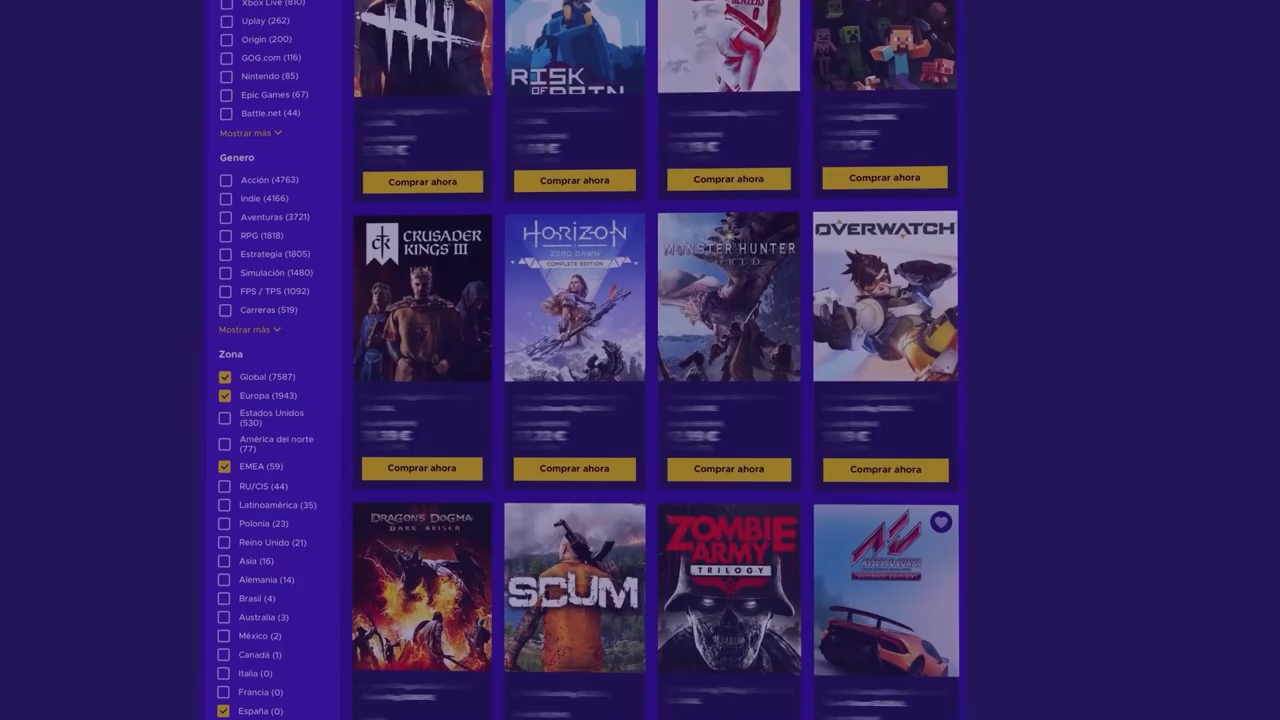 Xbox Live (810)
Uplay (262)
Origin (200)
GOG.com (116)
Nintendo (85)
Epic Games (67)
Battle.net (44)
Mostrar más
Genero
Acción (4763)
Indie (4166)
Aventuras (3721)
RPG (1818)
Estrategia (1805)
Simulación (1480)
FPS / TPS (1092)
Carreras (519)
Mostrar más
Zona
Global (7587)
Europa (1943)
Estados Unidos
(530)
América del norte
(77)
EMEA (59)
RU/CIS (44)
Latinoamérica (35)
Polonia (23)
Reino Unido (21)
Asia (16)
Alemania (14)
Brasil (4)
Australia (3)
México (2)
Canadá (1)
Italia (0)
Francia (0)
España (0)
RISK
OF RAIN
Comprar ahora
Comprar ahora
Comprar ahora
Comprar ahora
CRUSADER
KINGS III
HORIZON
ZERO DAWN
COMPLETE EDITION
MONSTER HUNTER
WORLD
OVERWATCH
Comprar ahora
Comprar ahora
Comprar ahora
Comprar ahora
DRAGON'S DOGMA
DARK ARISEN
SCUM
ZOMBIE
ARMY
TRILOGY
ASSETTO CORSA
ULTIMATE EDITION